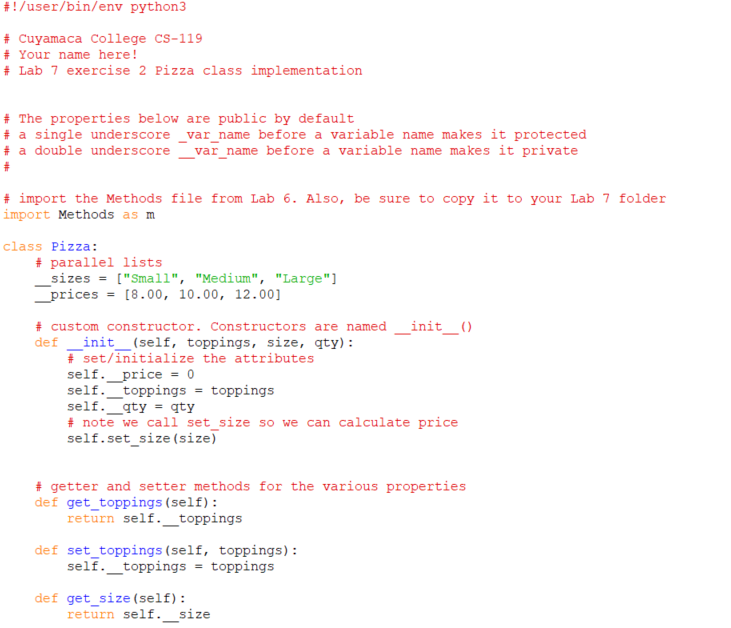 #!/user/bin/env python3
# Cuyamaca College CS-119
# Your name here!
# Lab 7 exercise 2 Pizza class implementation
# The properties below are public by default
# a single underscore _var_name before a variable name makes it protected
# a double underscore __var_name before a variable name makes it private
#
# import the Methods file from Lab 6. Also, be sure to copy it to your Lab 7 folder
import Methods as m
class Pizza:
    # parallel lists
    __sizes = ["Small", "Medium", "Large"]
    __prices = [8.00, 10.00, 12.00]
    # custom constructor. Constructors are named __init__()
    def __init__(self, toppings, size, qty):
        # set/initialize the attributes
        self.__price = 0
        self.__toppings = toppings
        self.__qty = qty
        # note we call set_size so we can calculate price
        self.set_size(size)
    # getter and setter methods for the various properties
    def get_toppings(self):
        return self.__toppings
    def set_toppings(self, toppings):
        self.__toppings = toppings
    def get_size(self):
        return self.__size